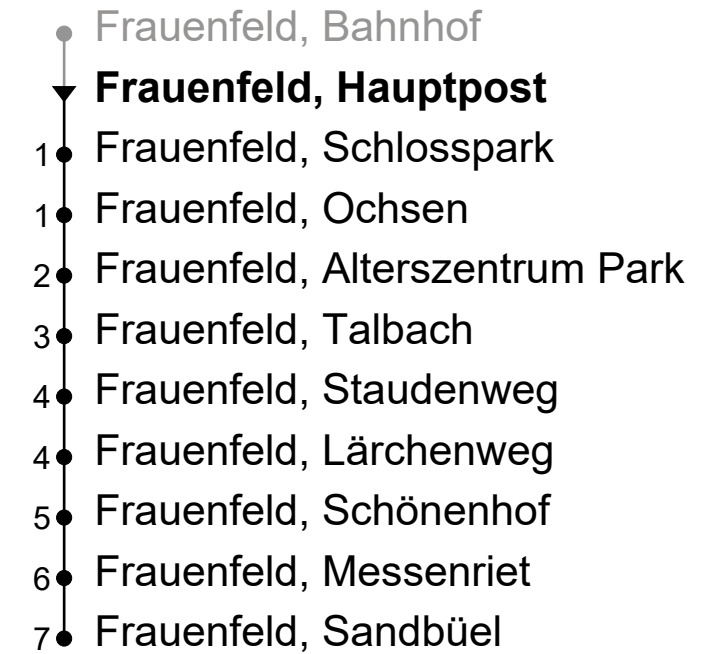 Frauenfeld, Bahnhof
Frauenfeld, Hauptpost
1 Frauenfeld, Schlosspark
1 Frauenfeld, Ochsen
2 Frauenfeld, Alterszentrum Park
3 Frauenfeld, Talbach
4 Frauenfeld, Staudenweg
4 Frauenfeld, Lärchenweg
5 Frauenfeld, Schönenhof
6 Frauenfeld, Messenriet
7 Frauenfeld, Sandbüel